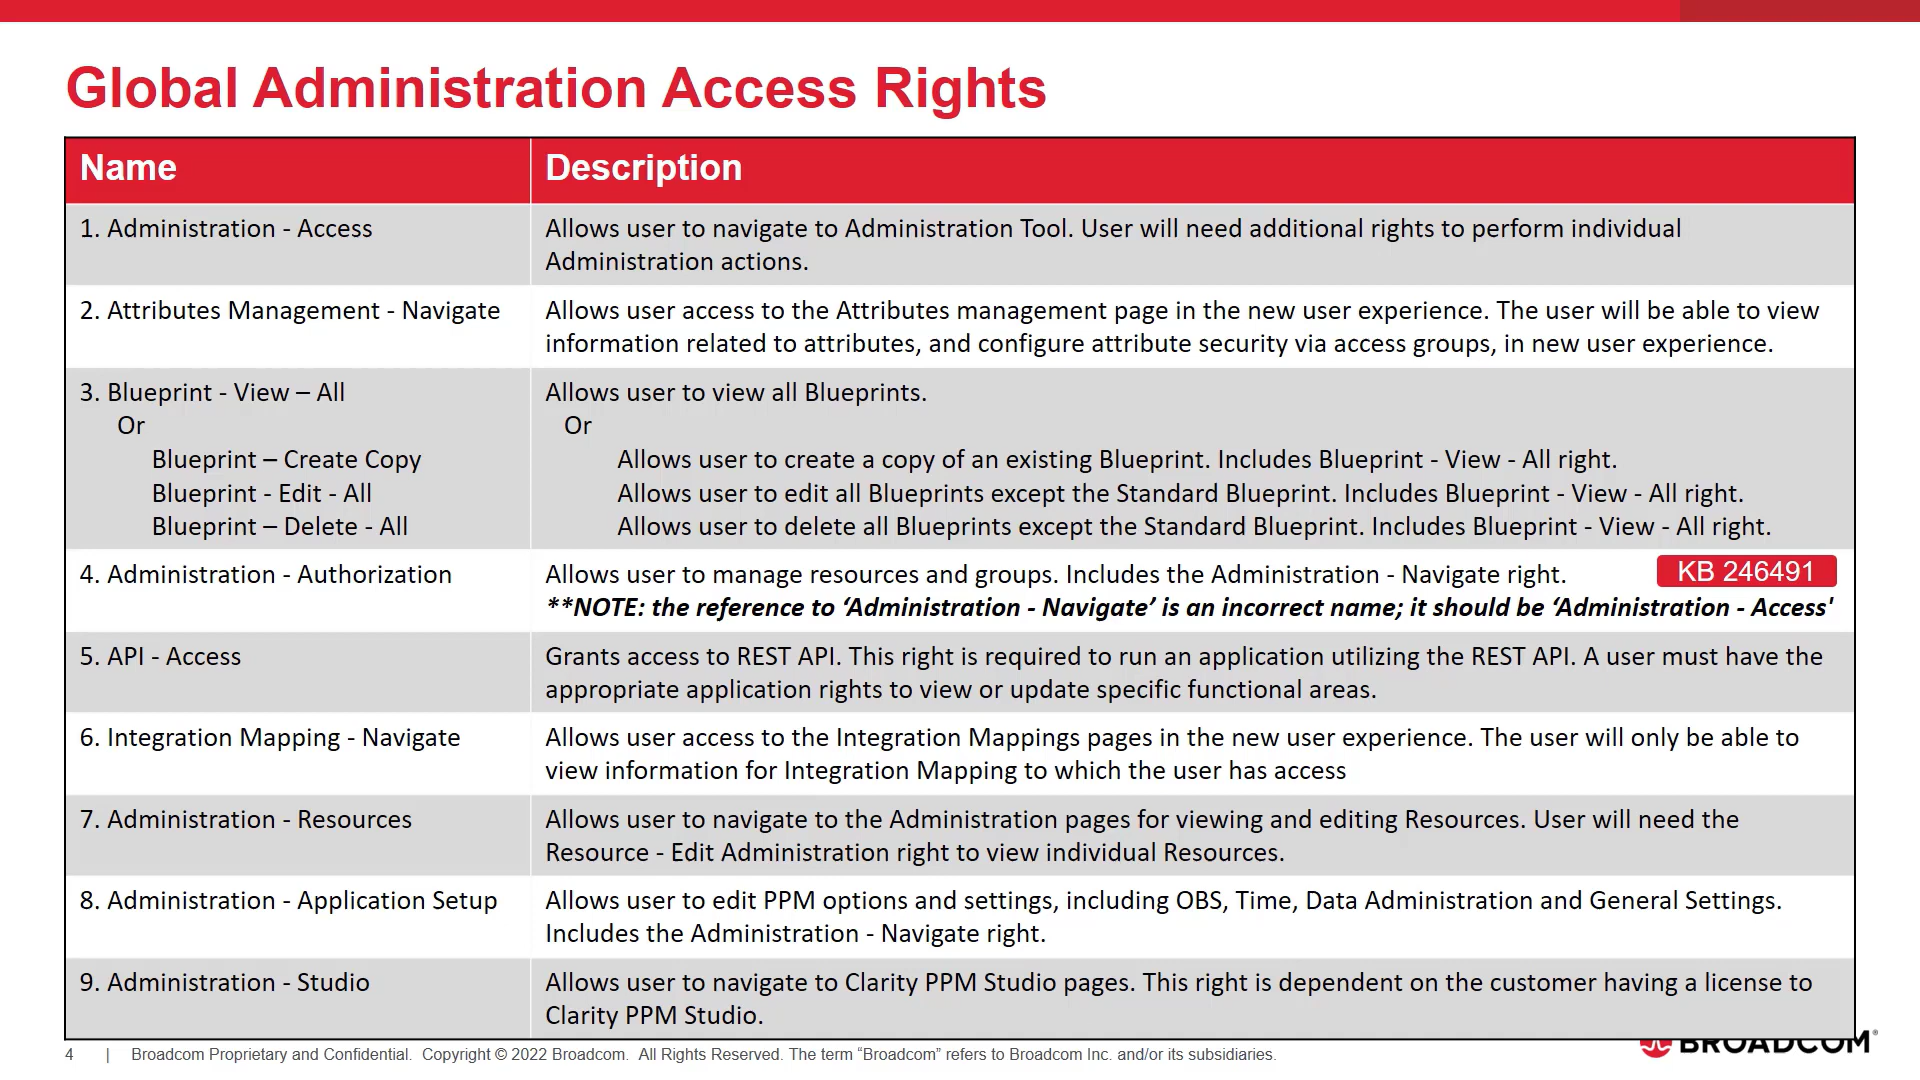 Global Administration Access Rights
Name
Description
1. Administration - Access
Allows user to navigate to Administration Tool. User will need additional rights to perform individual
Administration actions.
2. Attributes Management - Navigate
Allows user access to the Attributes management page in the new user experience. The user will be able to view
information related to attributes, and configure attribute security via access groups, in new user experience.
3. Blueprint - View – All
Or
Blueprint – Create Copy
Blueprint - Edit - All
Blueprint – Delete - All
Allows user to view all Blueprints.
Or
Allows user to create a copy of an existing Blueprint. Includes Blueprint - View - All right.
Allows user to edit all Blueprints except the Standard Blueprint. Includes Blueprint - View - All right.
Allows user to delete all Blueprints except the Standard Blueprint. Includes Blueprint - View - All right.
4. Administration - Authorization
Allows user to manage resources and groups. Includes the Administration - Navigate right.
KB 246491
**NOTE: the reference to ‘Administration - Navigate’ is an incorrect name; it should be ‘Administration - Access'
5. API - Access
Grants access to REST API. This right is required to run an application utilizing the REST API. A user must have the
appropriate application rights to view or update specific functional areas.
6. Integration Mapping - Navigate
Allows user access to the Integration Mappings pages in the new user experience. The user will only be able to
view information for Integration Mapping to which the user has access
7. Administration - Resources
Allows user to navigate to the Administration pages for viewing and editing Resources. User will need the
Resource - Edit Administration right to view individual Resources.
8. Administration - Application Setup
Allows user to edit PPM options and settings, including OBS, Time, Data Administration and General Settings.
Includes the Administration - Navigate right.
9. Administration - Studio
Allows user to navigate to Clarity PPM Studio pages. This right is dependent on the customer having a license to
Clarity PPM Studio.
4 | Broadcom Proprietary and Confidential. Copyright © 2022 Broadcom. All Rights Reserved. The term “Broadcom” refers to Broadcom Inc. and/or its subsidiaries.
BROADCOM®